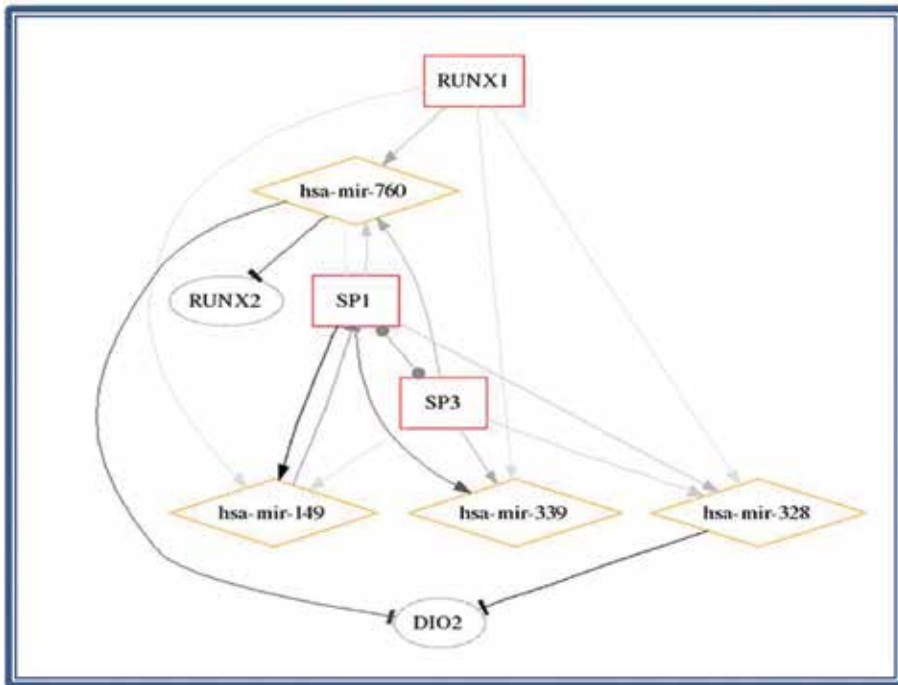 RUNX1
hsa-mir-760
RUNX2
SP1
SP3
hsa-mir-149
hsa-mir-339
hsa-mir-328
DIO2